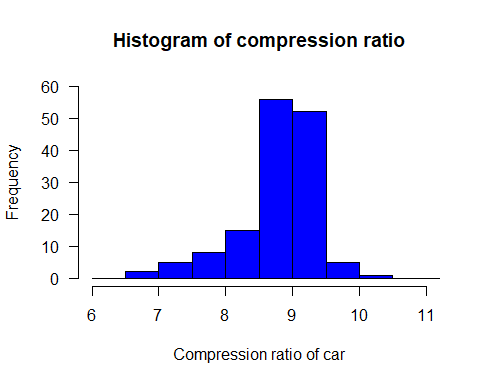 Histogram of compression ratio
60
50
40
30
20
10
0
Frequency
6 7 8 9 10 11
Compression ratio of car